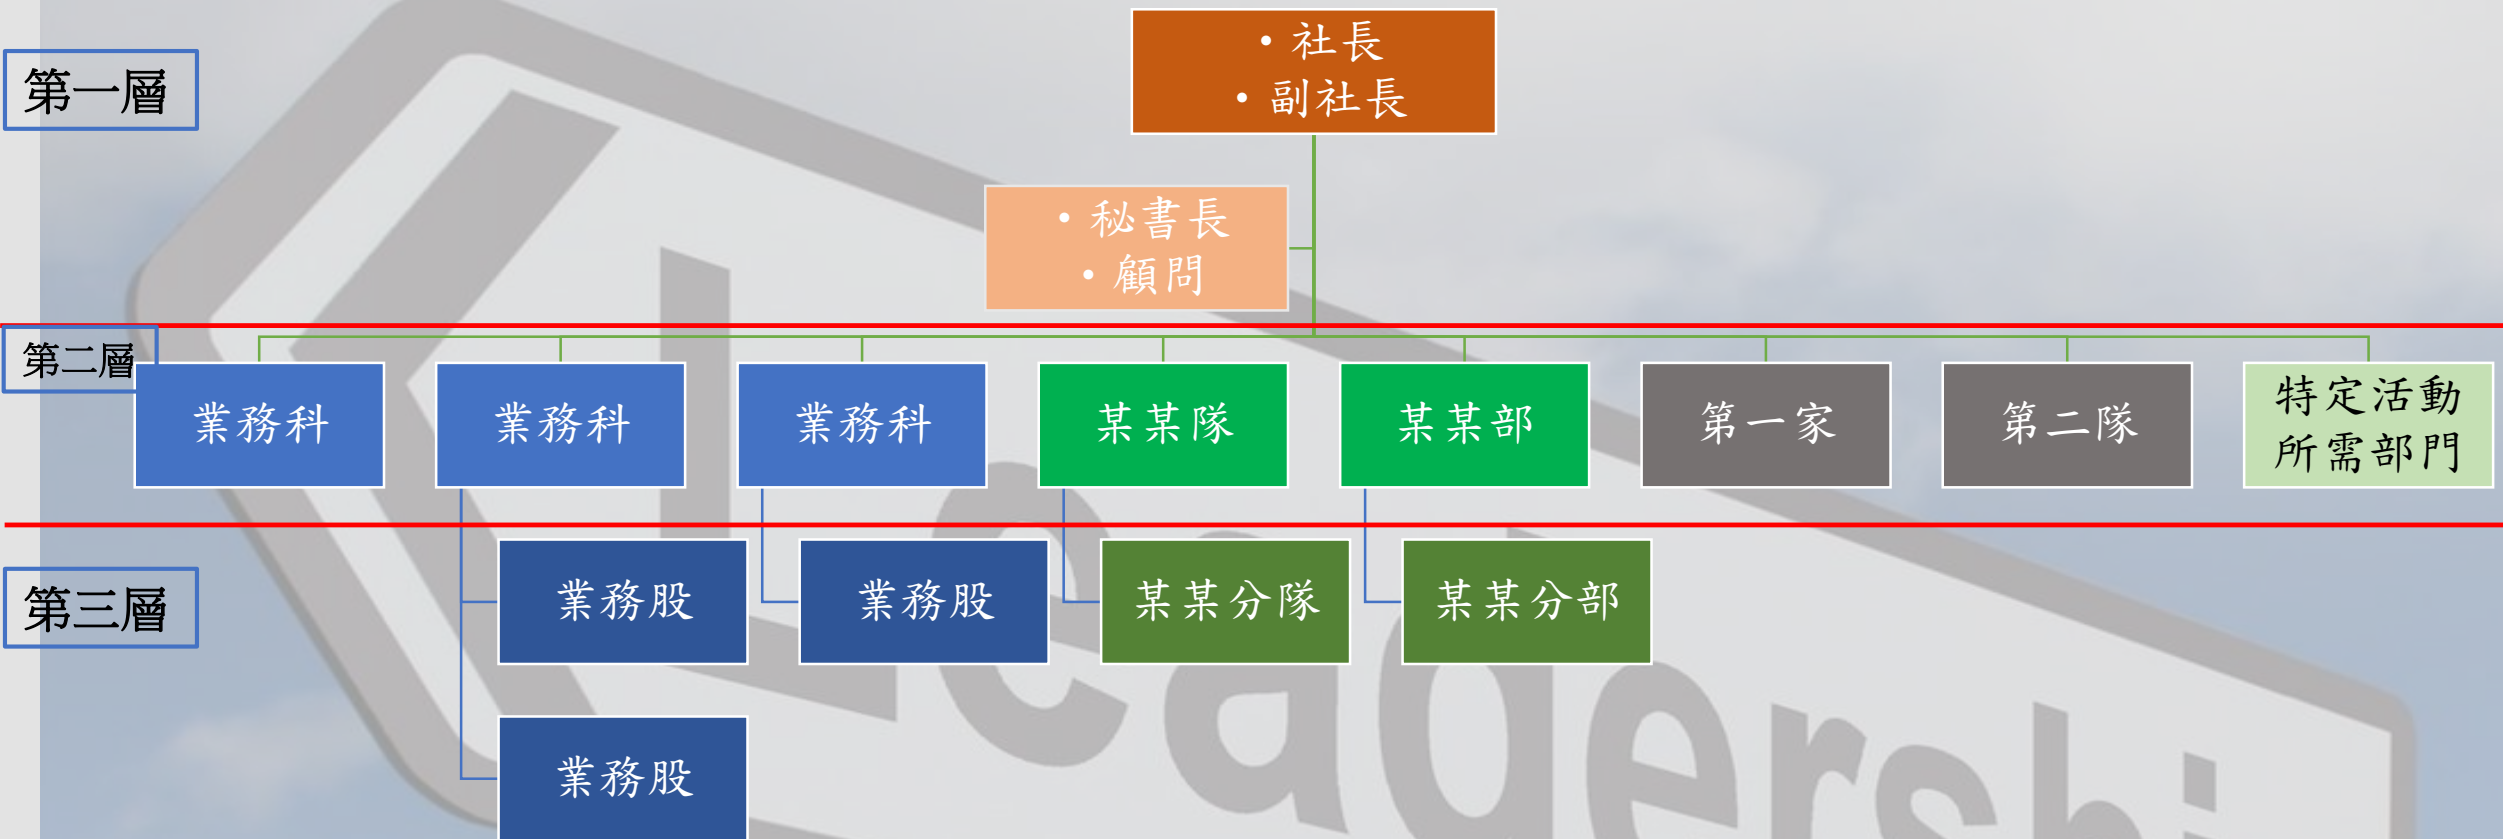 第一層
• 社長
• 副社長
• 秘書長
• 顧問
第二層
業務科
業務科
業務科
某某隊
某某部
第一家
第二隊
特定活動
所需部門
第三層
業務股
業務股
某某分隊
某某分部
業務股
Leadershi